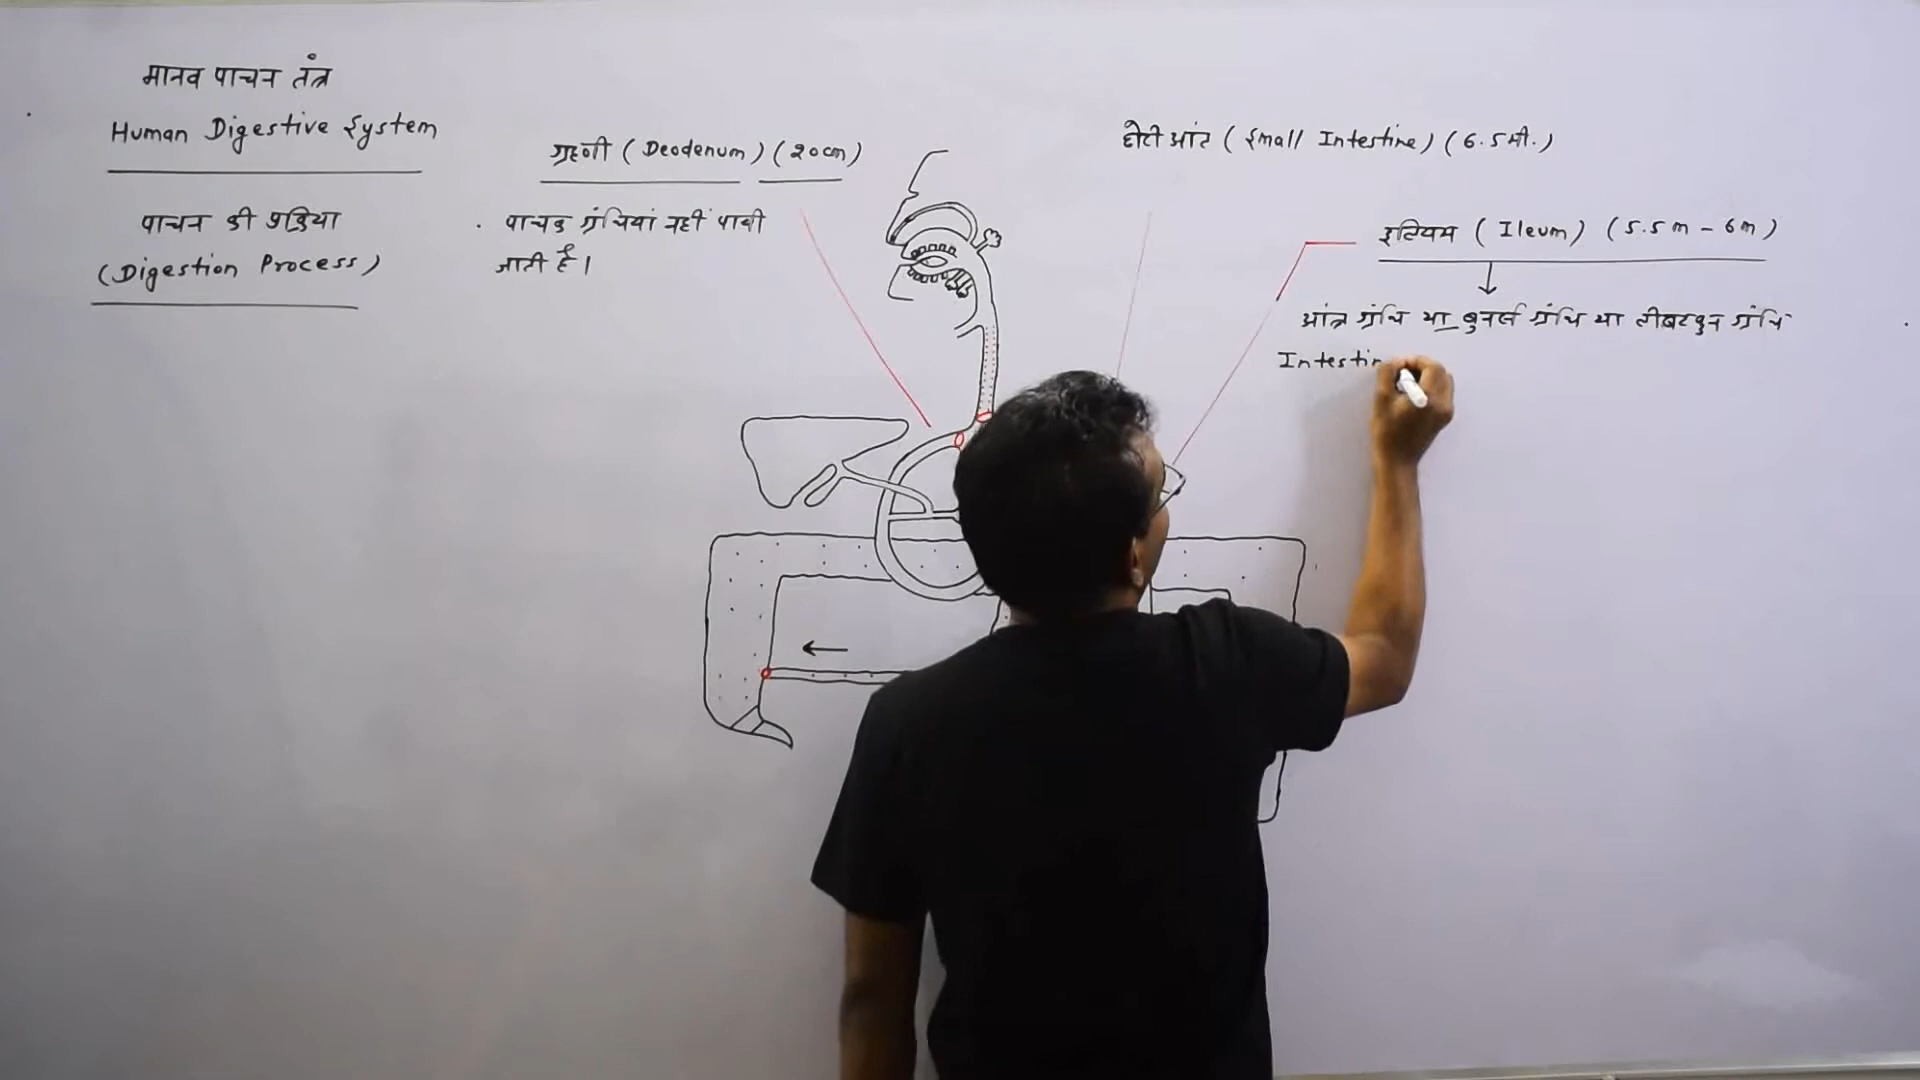 मानव पाचन तंत्र
Human Digestive System
पाचन की प्रक्रिया
(Digestion Process)
ग्रहणी (Deodenum) (20cm)
. पाचक ग्रंथियां नहीं पायी
जाती है।
छोटी आंत (Small Intestine) (6.5मी.)
इलियम (Ileum) (5.5m - 6m)
आंत्र ग्रंथि या ब्रुनर्स ग्रंथि या लीबरकुन ग्रंथि
Intestin